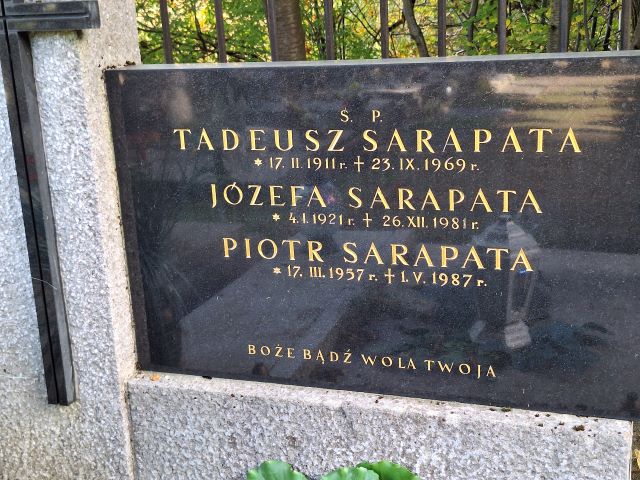 Ś. P.
TADEUSZ SARAPATA
* 17. II. 1911 r. † 23. IX. 1969 r.
JÓZEFA SARAPATA
* 4. I. 1921 r. † 26. XII. 1981 r.
PIOTR SARAPATA
* 17. III. 1957 r. † 1. V. 1987 r.
BOŻE BĄDŹ WOLA TWOJA